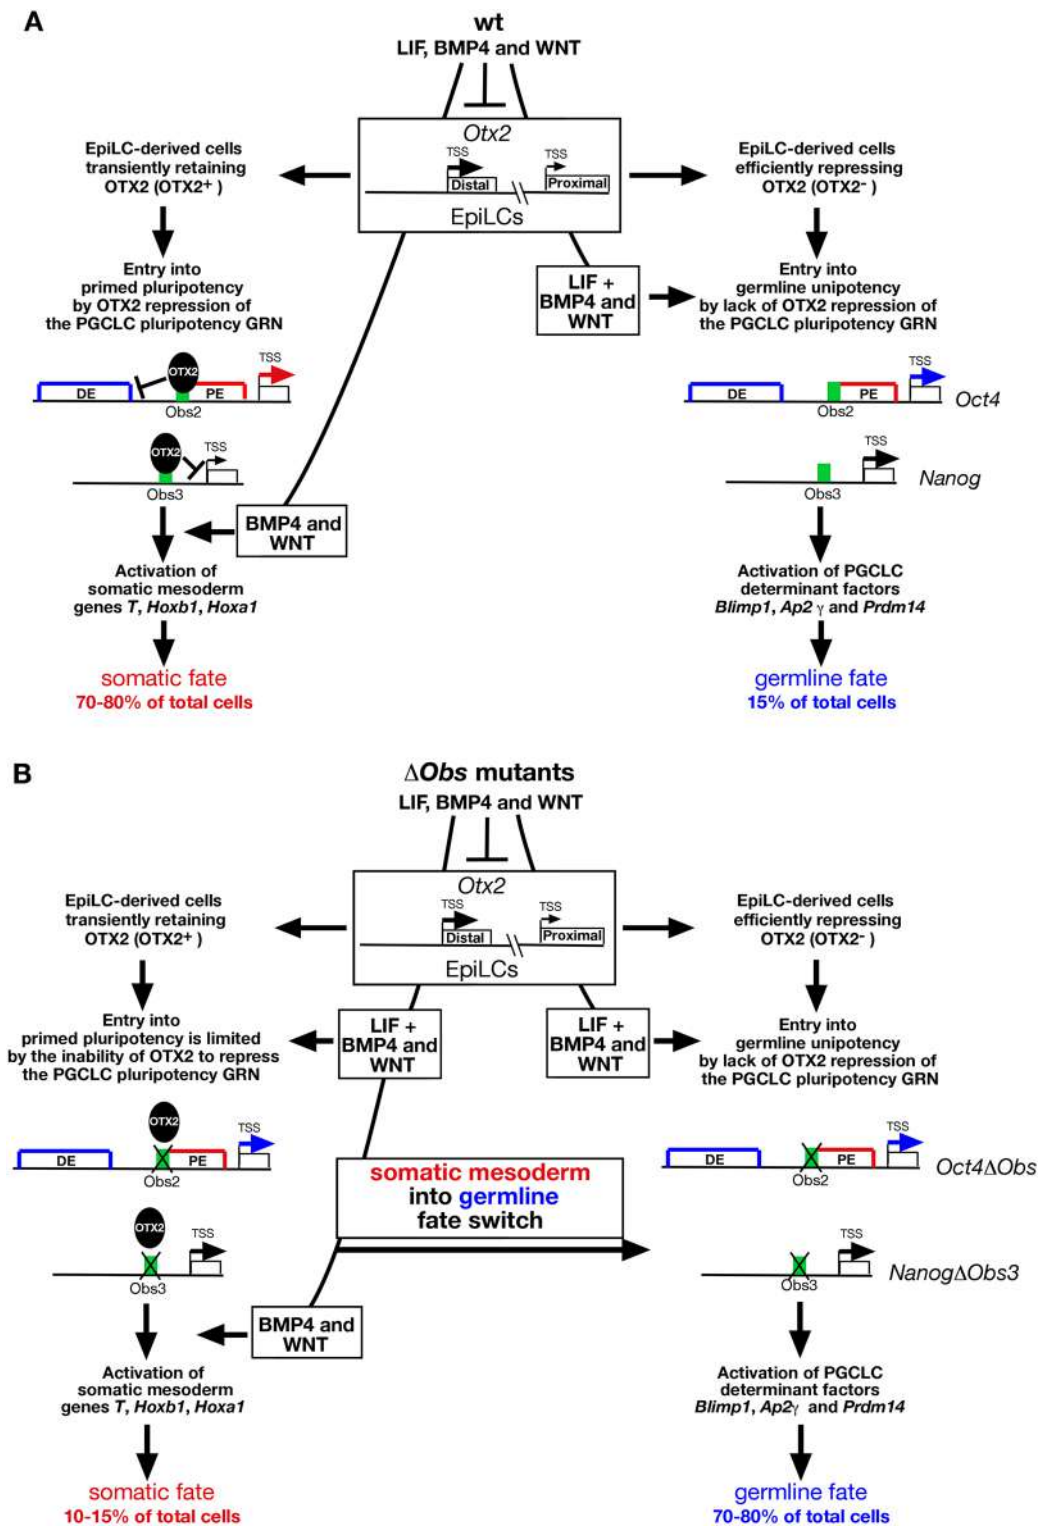 A
wt
LIF, BMP4 and WNT
Otx2
TSS
TSS
Distal
Proximal
EpiLCs
EpiLC-derived cells
transiently retaining
OTX2 (OTX2⁺ )
Entry into
primed pluripotency
by OTX2 repression of
the PGCLC pluripotency GRN
EpiLC-derived cells
efficiently repressing
OTX2 (OTX2⁻ )
LIF +
BMP4 and
WNT
Entry into
germline unipotency
by lack of OTX2 repression of
the PGCLC pluripotency GRN
DE
OTX2
PE
TSS
Obs2
DE
PE
TSS
Obs2
Oct4
OTX2
TSS
Obs3
TSS
Obs3
Nanog
BMP4 and
WNT
Activation of
somatic mesoderm
genes T, Hoxb1, Hoxa1
Activation of PGCLC
determinant factors
Blimp1, Ap2 γ and Prdm14
somatic fate
70-80% of total cells
germline fate
15% of total cells
B
ΔObs mutants
LIF, BMP4 and WNT
Otx2
TSS
TSS
Distal
Proximal
EpiLCs
EpiLC-derived cells
transiently retaining
OTX2 (OTX2⁺ )
EpiLC-derived cells
efficiently repressing
OTX2 (OTX2⁻ )
Entry into
primed pluripotency is limited
by the inability of OTX2 to repress
the PGCLC pluripotency GRN
LIF +
BMP4 and
WNT
LIF +
BMP4 and
WNT
Entry into
germline unipotency
by lack of OTX2 repression of
the PGCLC pluripotency GRN
OTX2
DE
PE
TSS
Obs2
DE
PE
TSS
Obs2
Oct4ΔObs
somatic mesoderm
into germline
fate switch
OTX2
TSS
Obs3
TSS
Obs3
NanogΔObs3
BMP4 and
WNT
Activation of
somatic mesoderm
genes T, Hoxb1, Hoxa1
Activation of PGCLC
determinant factors
Blimp1, Ap2γ and Prdm14
somatic fate
10-15% of total cells
germline fate
70-80% of total cells